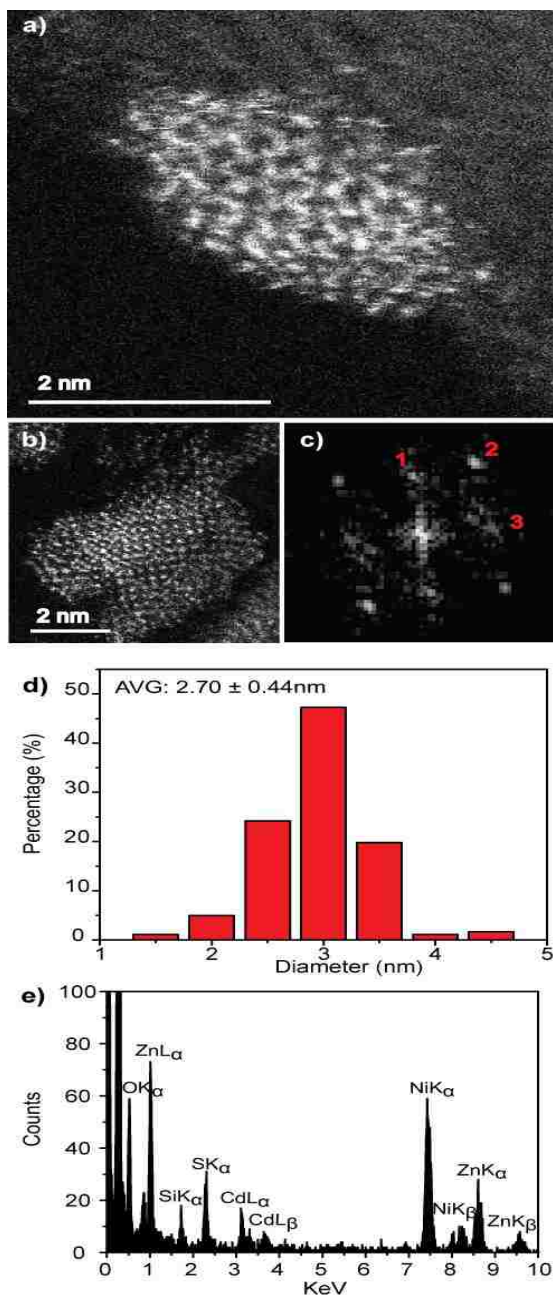 a)
2 nm
b)
2 nm
c)
1
2
3
d)
AVG: 2.70 ± 0.44nm
Percentage (%)
50
40
30
20
10
0
1 2 3 4 5
Diameter (nm)
e)
Counts
100
80
60
40
20
0
ZnLα
OKα
SiKα
SKα
CdLα
CdLβ
NiKα
NiKβ
ZnKα
ZnKβ
0 1 2 3 4 5 6 7 8 9 10
KeV